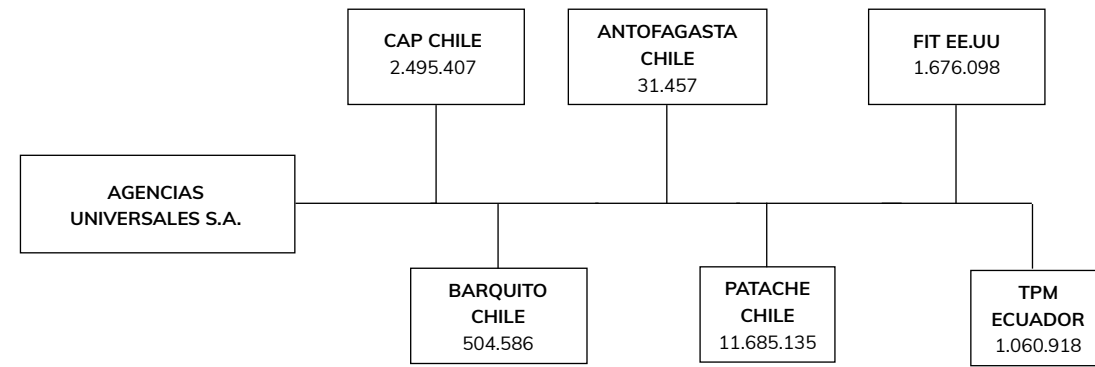 CAP CHILE
2.495.407
ANTOFAGASTA
CHILE
31.457
FIT EE.UU
1.676.098
AGENCIAS
UNIVERSALES S.A.
BARQUITO
CHILE
504.586
PATACHE
CHILE
11.685.135
TPM
ECUADOR
1.060.918